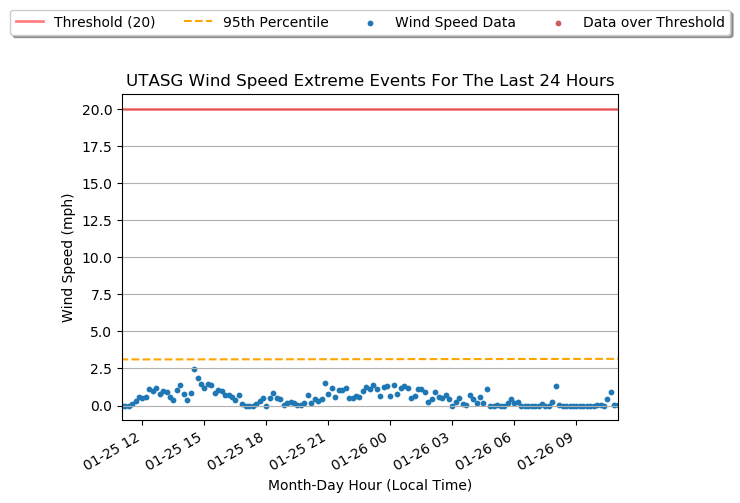 Threshold (20) 95th Percentile Wind Speed Data Data over Threshold
UTASG Wind Speed Extreme Events For The Last 24 Hours
Wind Speed (mph)
20.0
17.5
15.0
12.5
10.0
7.5
5.0
2.5
0.0
01-25 12 01-25 15 01-25 18 01-25 21 01-26 00 01-26 03 01-26 06 01-26 09
Month-Day Hour (Local Time)